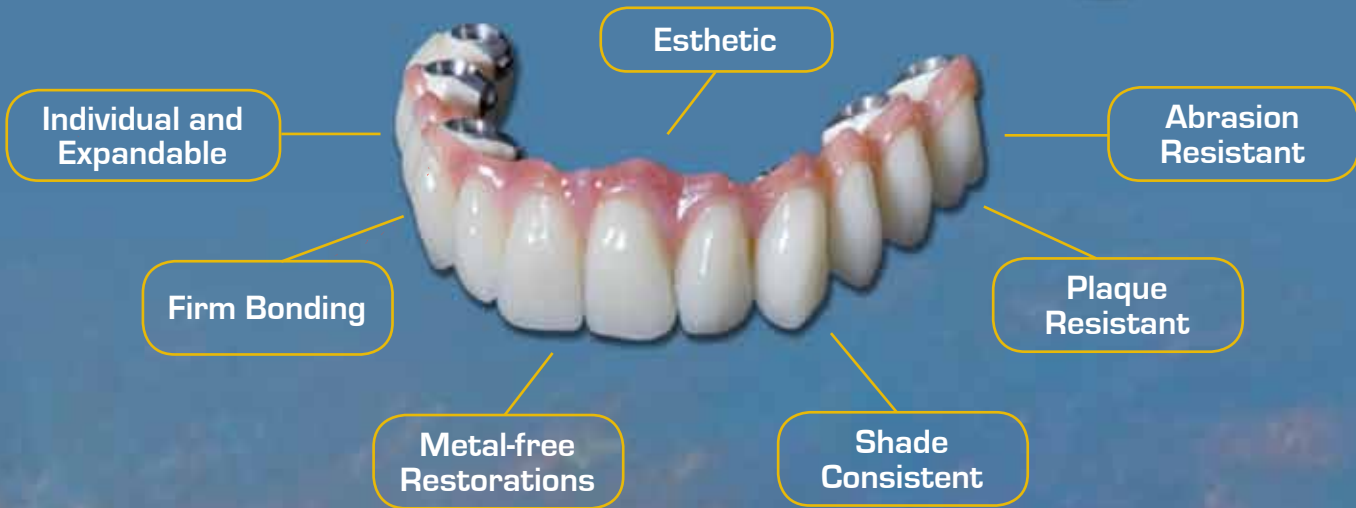 Esthetic
Individual and
Expandable
Abrasion
Resistant
Firm Bonding
Plaque
Resistant
Metal-free
Restorations
Shade
Consistent